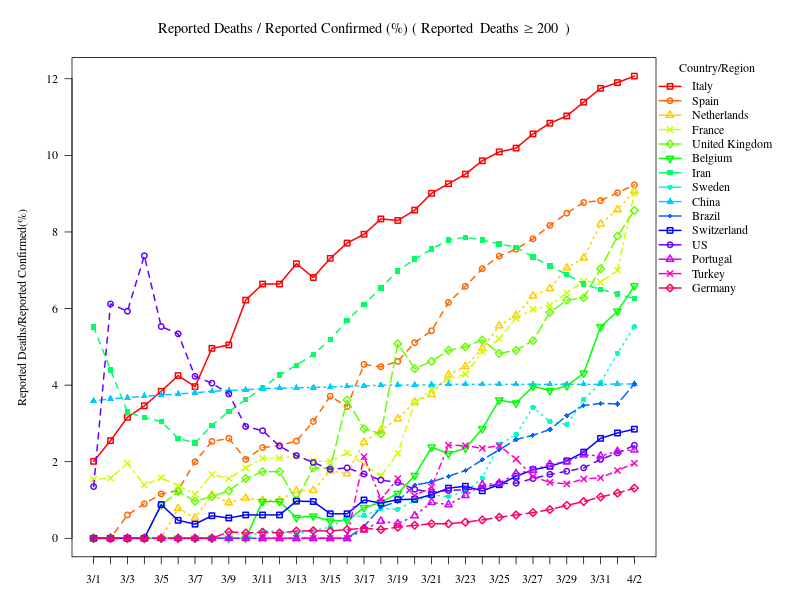 Reported Deaths / Reported Confirmed (%) ( Reported Deaths ≥ 200 )
Country/Region
Italy
Spain
Netherlands
France
United Kingdom
Belgium
Iran
Sweden
China
Brazil
Switzerland
US
Portugal
Turkey
Germany
Reported Deaths/Reported Confirmed(%)
12
10
8
6
4
2
0
3/1 3/3 3/5 3/7 3/9 3/11 3/13 3/15 3/17 3/19 3/21 3/23 3/25 3/27 3/29 3/31 4/2